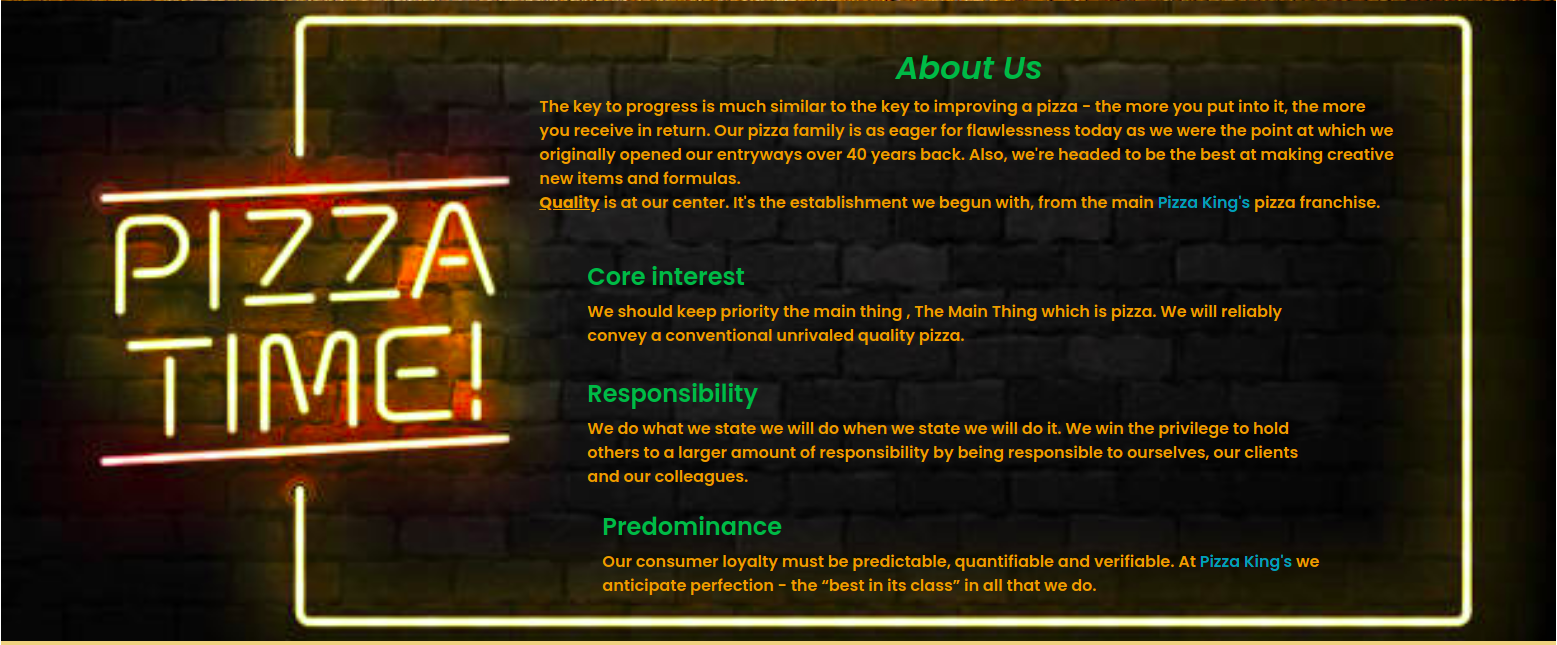 PIZZA
TIME!
About Us
The key to progress is much similar to the key to improving a pizza - the more you put into it, the more
you receive in return. Our pizza family is as eager for flawlessness today as we were the point at which we
originally opened our entryways over 40 years back. Also, we're headed to be the best at making creative
new items and formulas.
Quality is at our center. It's the establishment we begun with, from the main Pizza King's pizza franchise.
Core interest
We should keep priority the main thing , The Main Thing which is pizza. We will reliably
convey a conventional unrivaled quality pizza.
Responsibility
We do what we state we will do when we state we will do it. We win the privilege to hold
others to a larger amount of responsibility by being responsible to ourselves, our clients
and our colleagues.
Predominance
Our consumer loyalty must be predictable, quantifiable and verifiable. At Pizza King's we
anticipate perfection - the “best in its class” in all that we do.